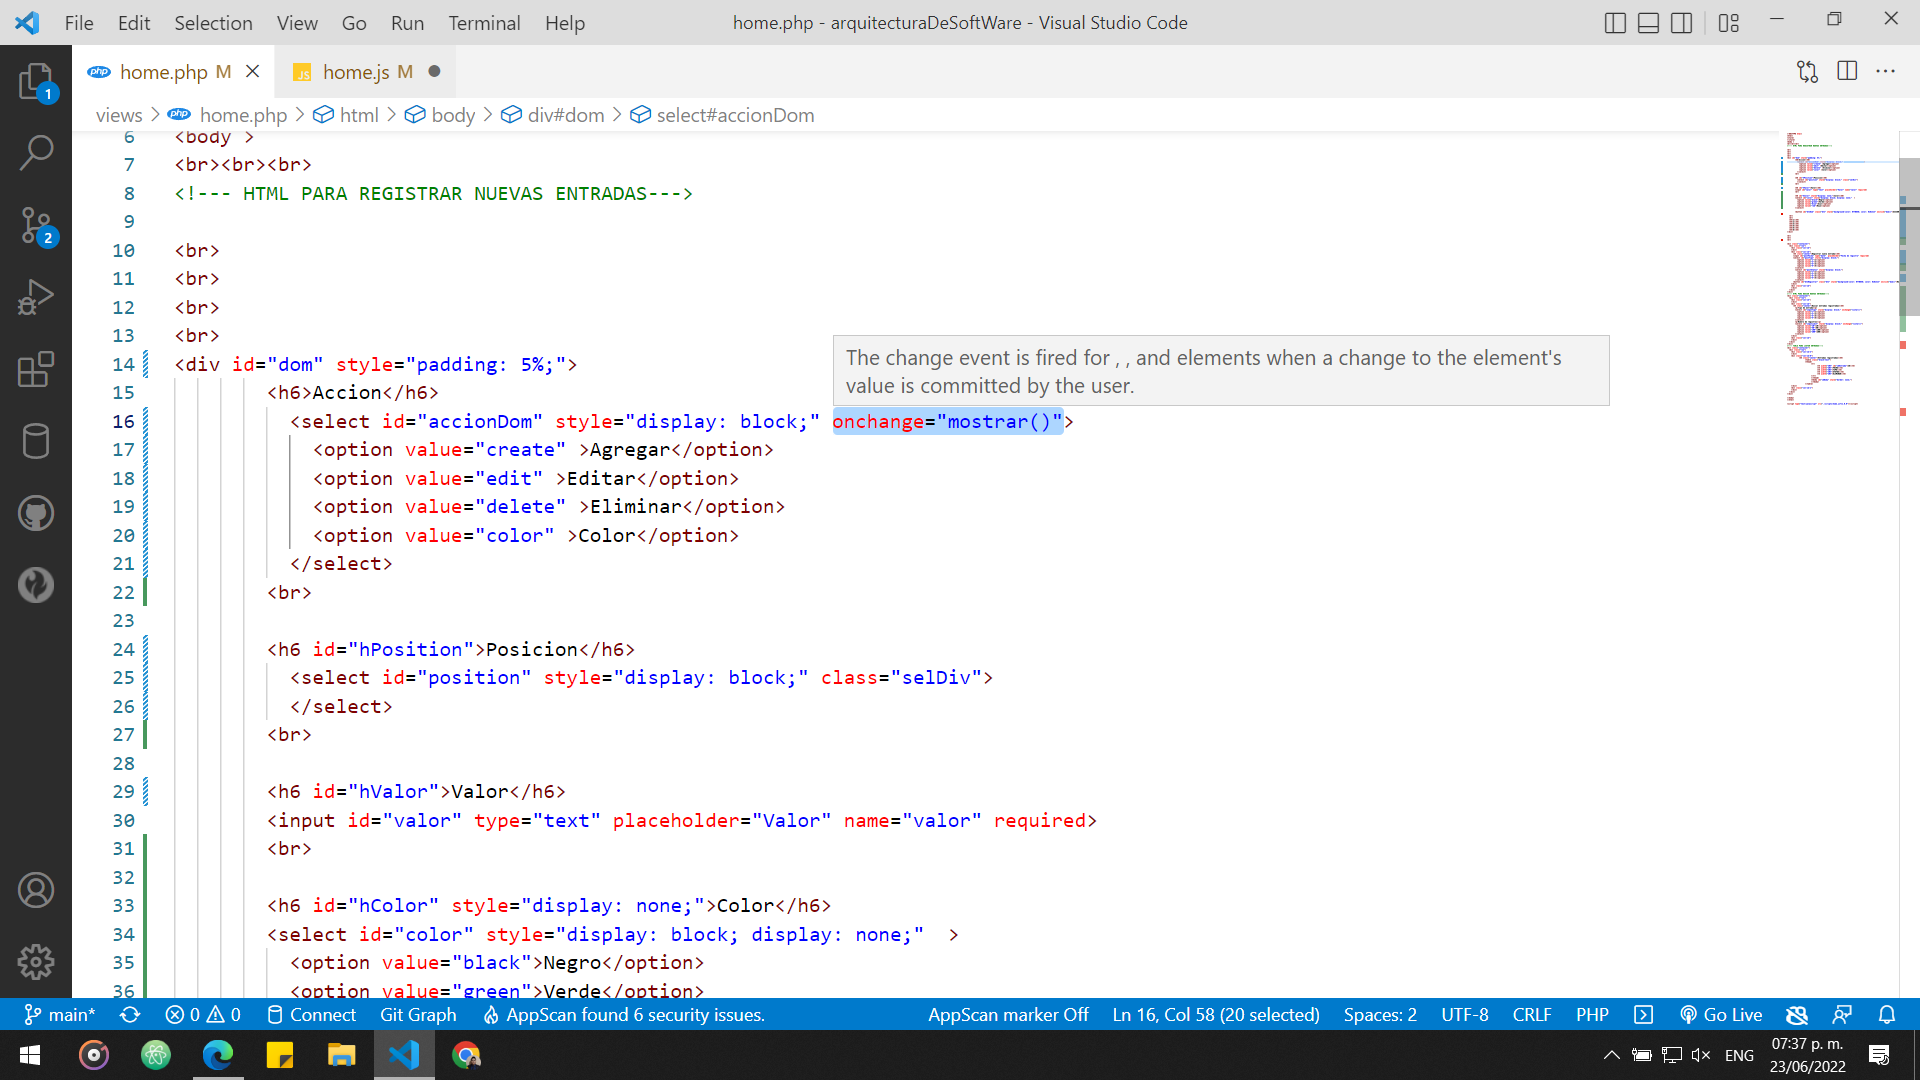 File Edit Selection View Go Run Terminal Help home.php - arquitecturaDeSoftWare - Visual Studio Code
php home.php M JS home.js M
views php home.php html body div#dom select#accionDom
1
2
6 <body >
7 <br><br><br>
8 <!--- HTML PARA REGISTRAR NUEVAS ENTRADAS--->
9
10 <br>
11 <br>
12 <br>
13 <br>
The change event is fired for , , and elements when a change to the element's
value is committed by the user.
14 <div id="dom" style="padding: 5%;">
15 <h6>Accion</h6>
16 <select id="accionDom" style="display: block;" onchange="mostrar()">
17 <option value="create" >Agregar</option>
18 <option value="edit" >Editar</option>
19 <option value="delete" >Eliminar</option>
20 <option value="color" >Color</option>
21 </select>
22 <br>
23
24 <h6 id="hPosition">Posicion</h6>
25 <select id="position" style="display: block;" class="selDiv">
26 </select>
27 <br>
28
29 <h6 id="hValor">Valor</h6>
30 <input id="valor" type="text" placeholder="Valor" name="valor" required>
31 <br>
32
33 <h6 id="hColor" style="display: none;">Color</h6>
34 <select id="color" style="display: block; display: none;"  >
35 <option value="black">Negro</option>
36 <option value="green">Verde</option>
main* 0 0 Connect Git Graph AppScan found 6 security issues. AppScan marker Off Ln 16, Col 58 (20 selected) Spaces: 2 UTF-8 CRLF PHP Go Live
ENG 07:37 p. m.
23/06/2022